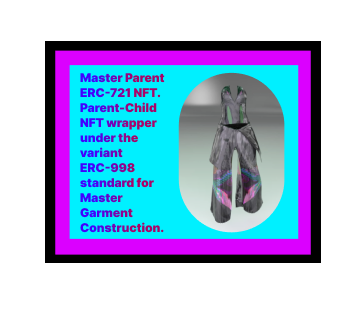 Master Parent
ERC-721 NFT.
Parent-Child
NFT wrapper
under the
variant
ERC-998
standard for
Master
Garment
Construction.